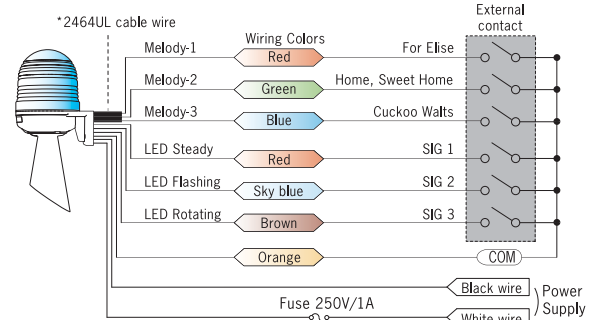 External
contact
*2464UL cable wire
Wiring Colors
Melody-1 Red For Elise
Melody-2 Green Home, Sweet Home
Melody-3 Blue Cuckoo Walts
LED Steady Red SIG 1
LED Flashing Sky blue SIG 2
LED Rotating Brown SIG 3
Orange COM
Black wire
Power
Supply
Fuse 250V/1A
White wire